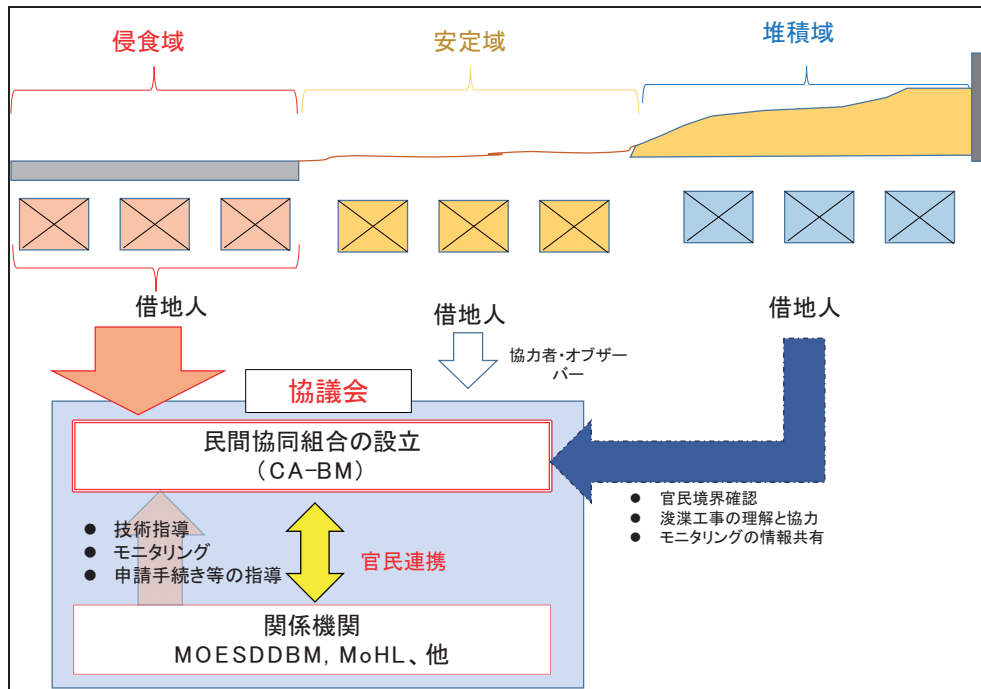 侵食域
安定域
堆積域
借地人
借地人
借地人
協力者・オブザー
バー
協議会
民間協同組合の設立
（CA-BM）
● 官民境界確認
● 浚渫工事の理解と協力
● モニタリングの情報共有
● 技術指導
● モニタリング
● 申請手続き等の指導
官民連携
関係機関
MOESDDBM, MoHL、他